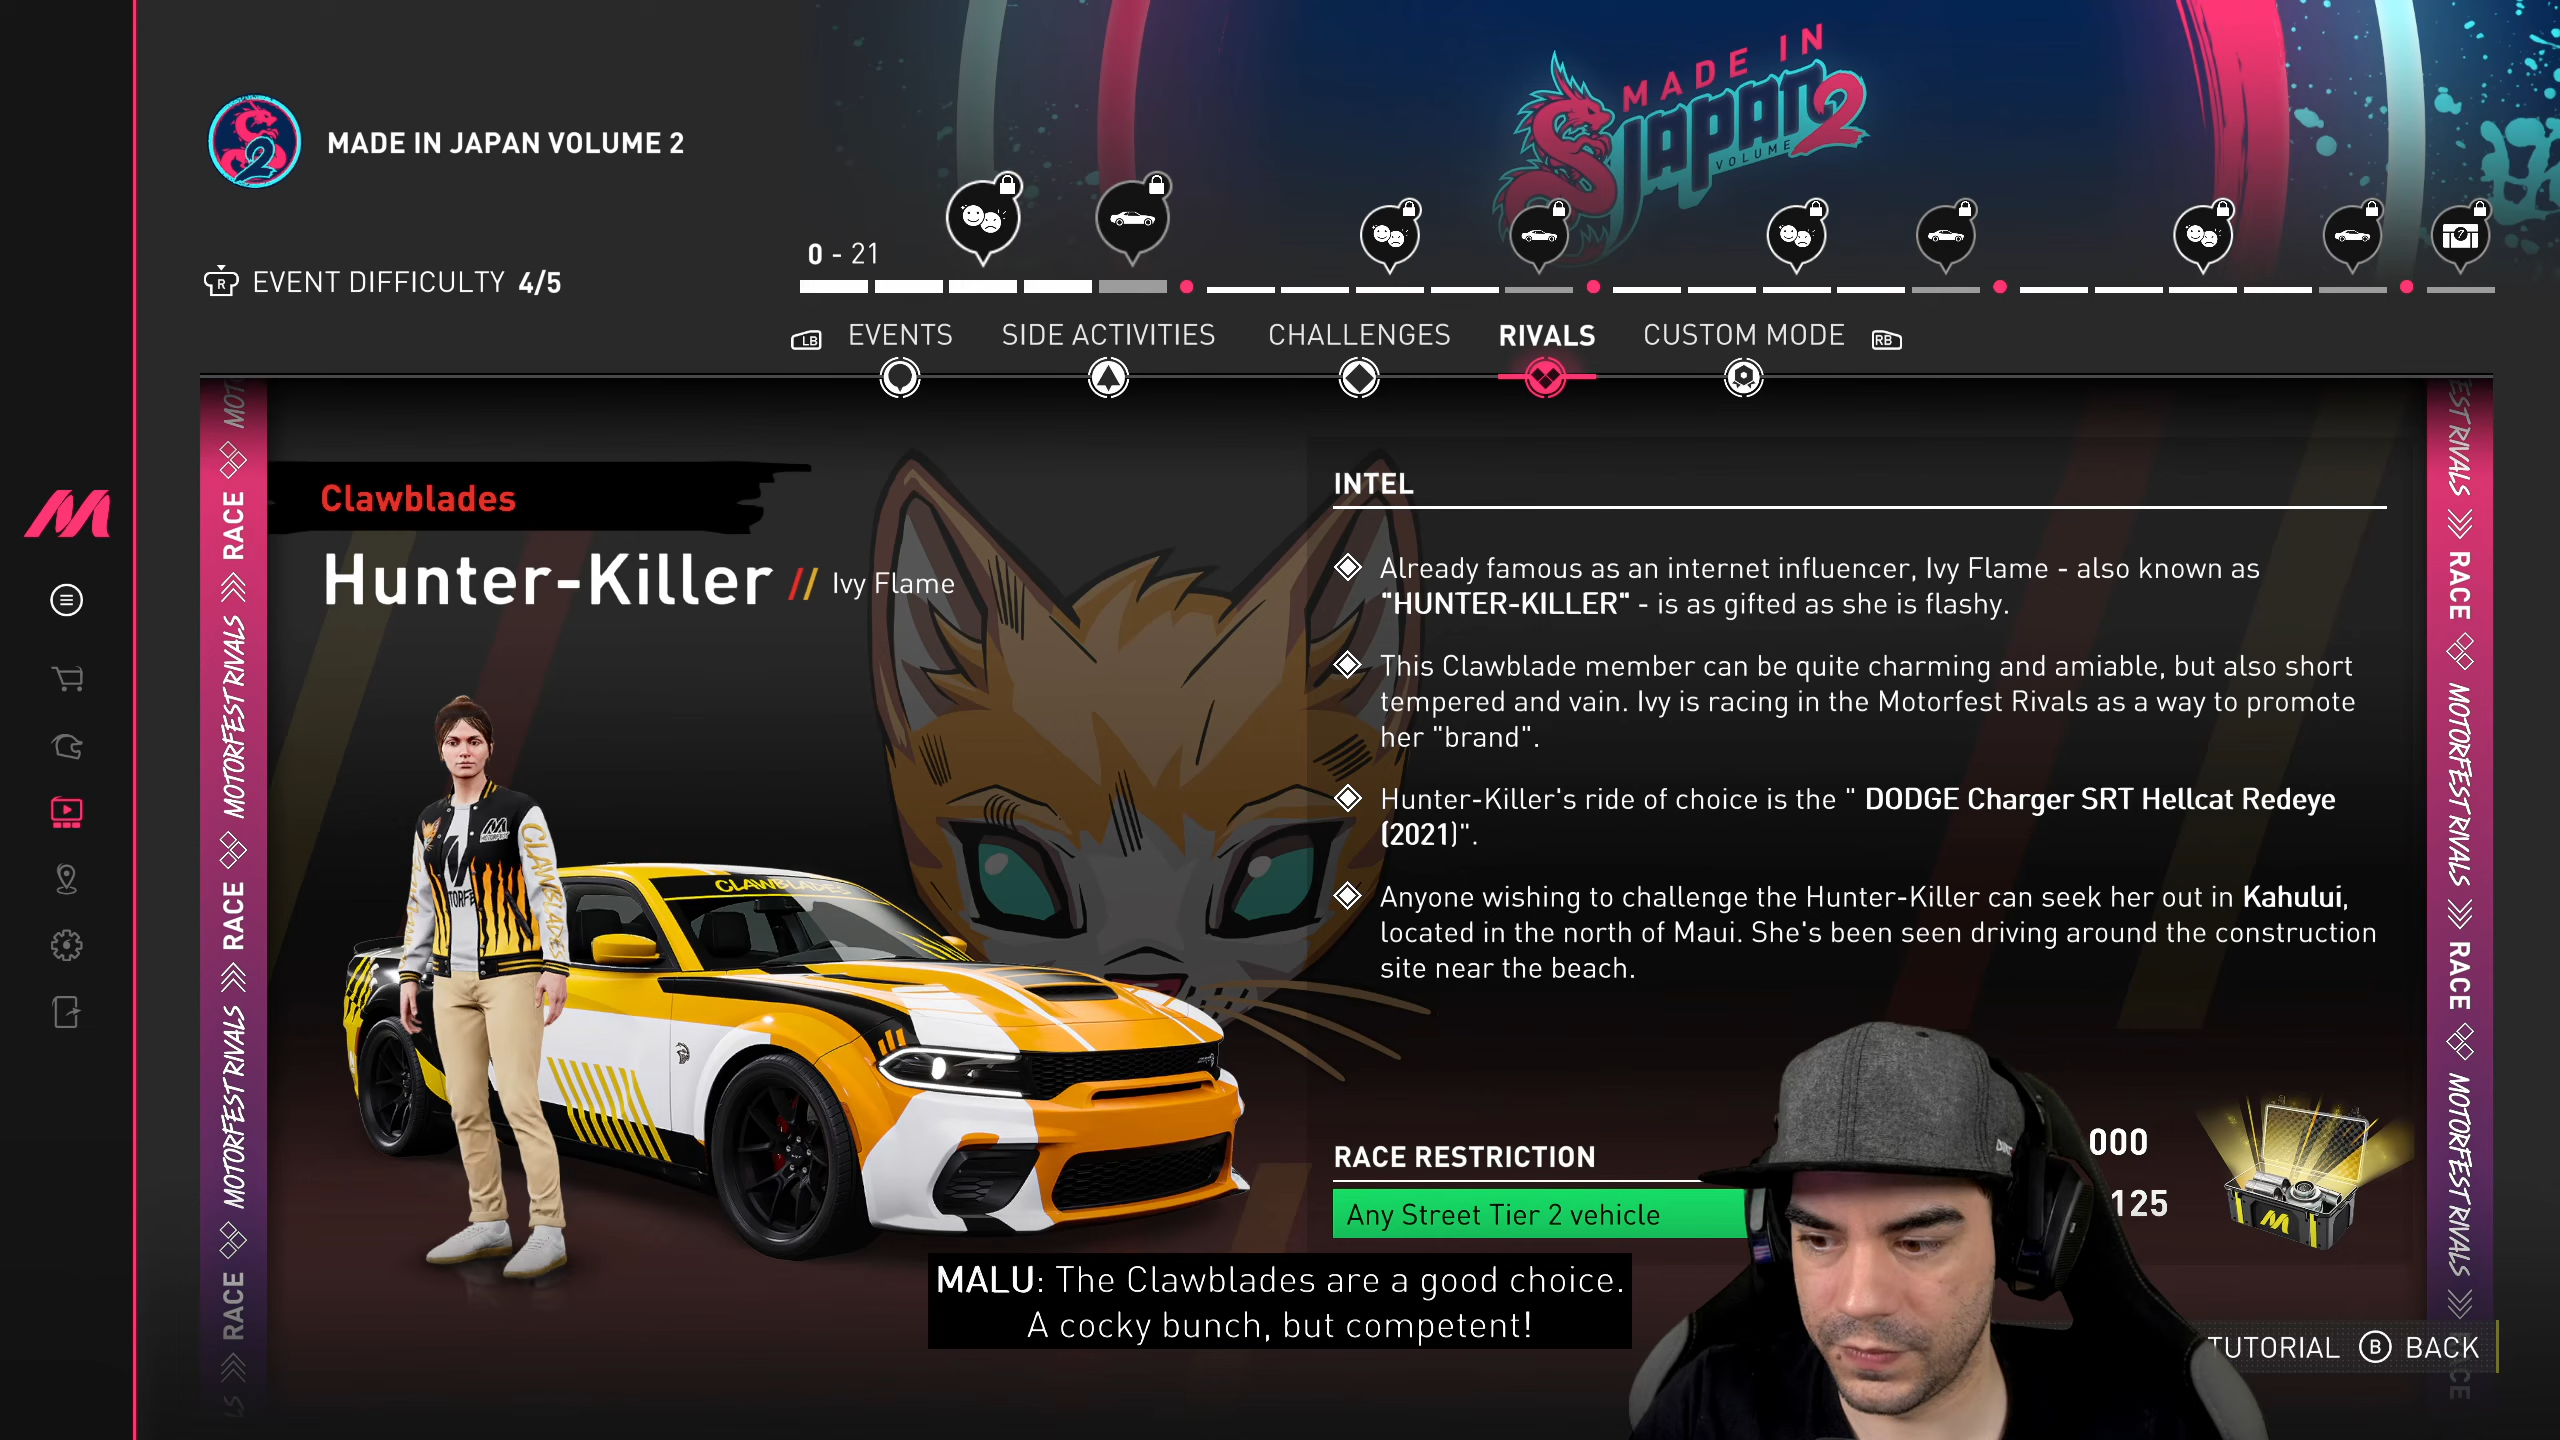 MADE IN
JAPAN 2
VOLUME
2
MADE IN JAPAN VOLUME 2
R
EVENT DIFFICULTY 4/5
0 - 21
7
LB
EVENTS
SIDE ACTIVITIES
CHALLENGES
RIVALS
CUSTOM MODE
RB
Clawblades
Hunter-Killer // Ivy Flame
INTEL
Already famous as an internet influencer, Ivy Flame - also known as
"HUNTER-KILLER" - is as gifted as she is flashy.
This Clawblade member can be quite charming and amiable, but also short
tempered and vain. Ivy is racing in the Motorfest Rivals as a way to promote
her "brand".
Hunter-Killer's ride of choice is the " DODGE Charger SRT Hellcat Redeye
(2021)".
Anyone wishing to challenge the Hunter-Killer can seek her out in Kahului,
located in the north of Maui. She's been seen driving around the construction
site near the beach.
CLAWBLADES
CLAWBLADES
RACE RESTRICTION
Any Street Tier 2 vehicle
000
125
MALU: The Clawblades are a good choice.
A cocky bunch, but competent!
TUTORIAL
B BACK
RACE
MOTORFEST RIVALS
RACE
MOTORFEST RIVALS
RACE
RACE
MOTORFEST RIVALS
RACE
MOTORFEST RIVALS